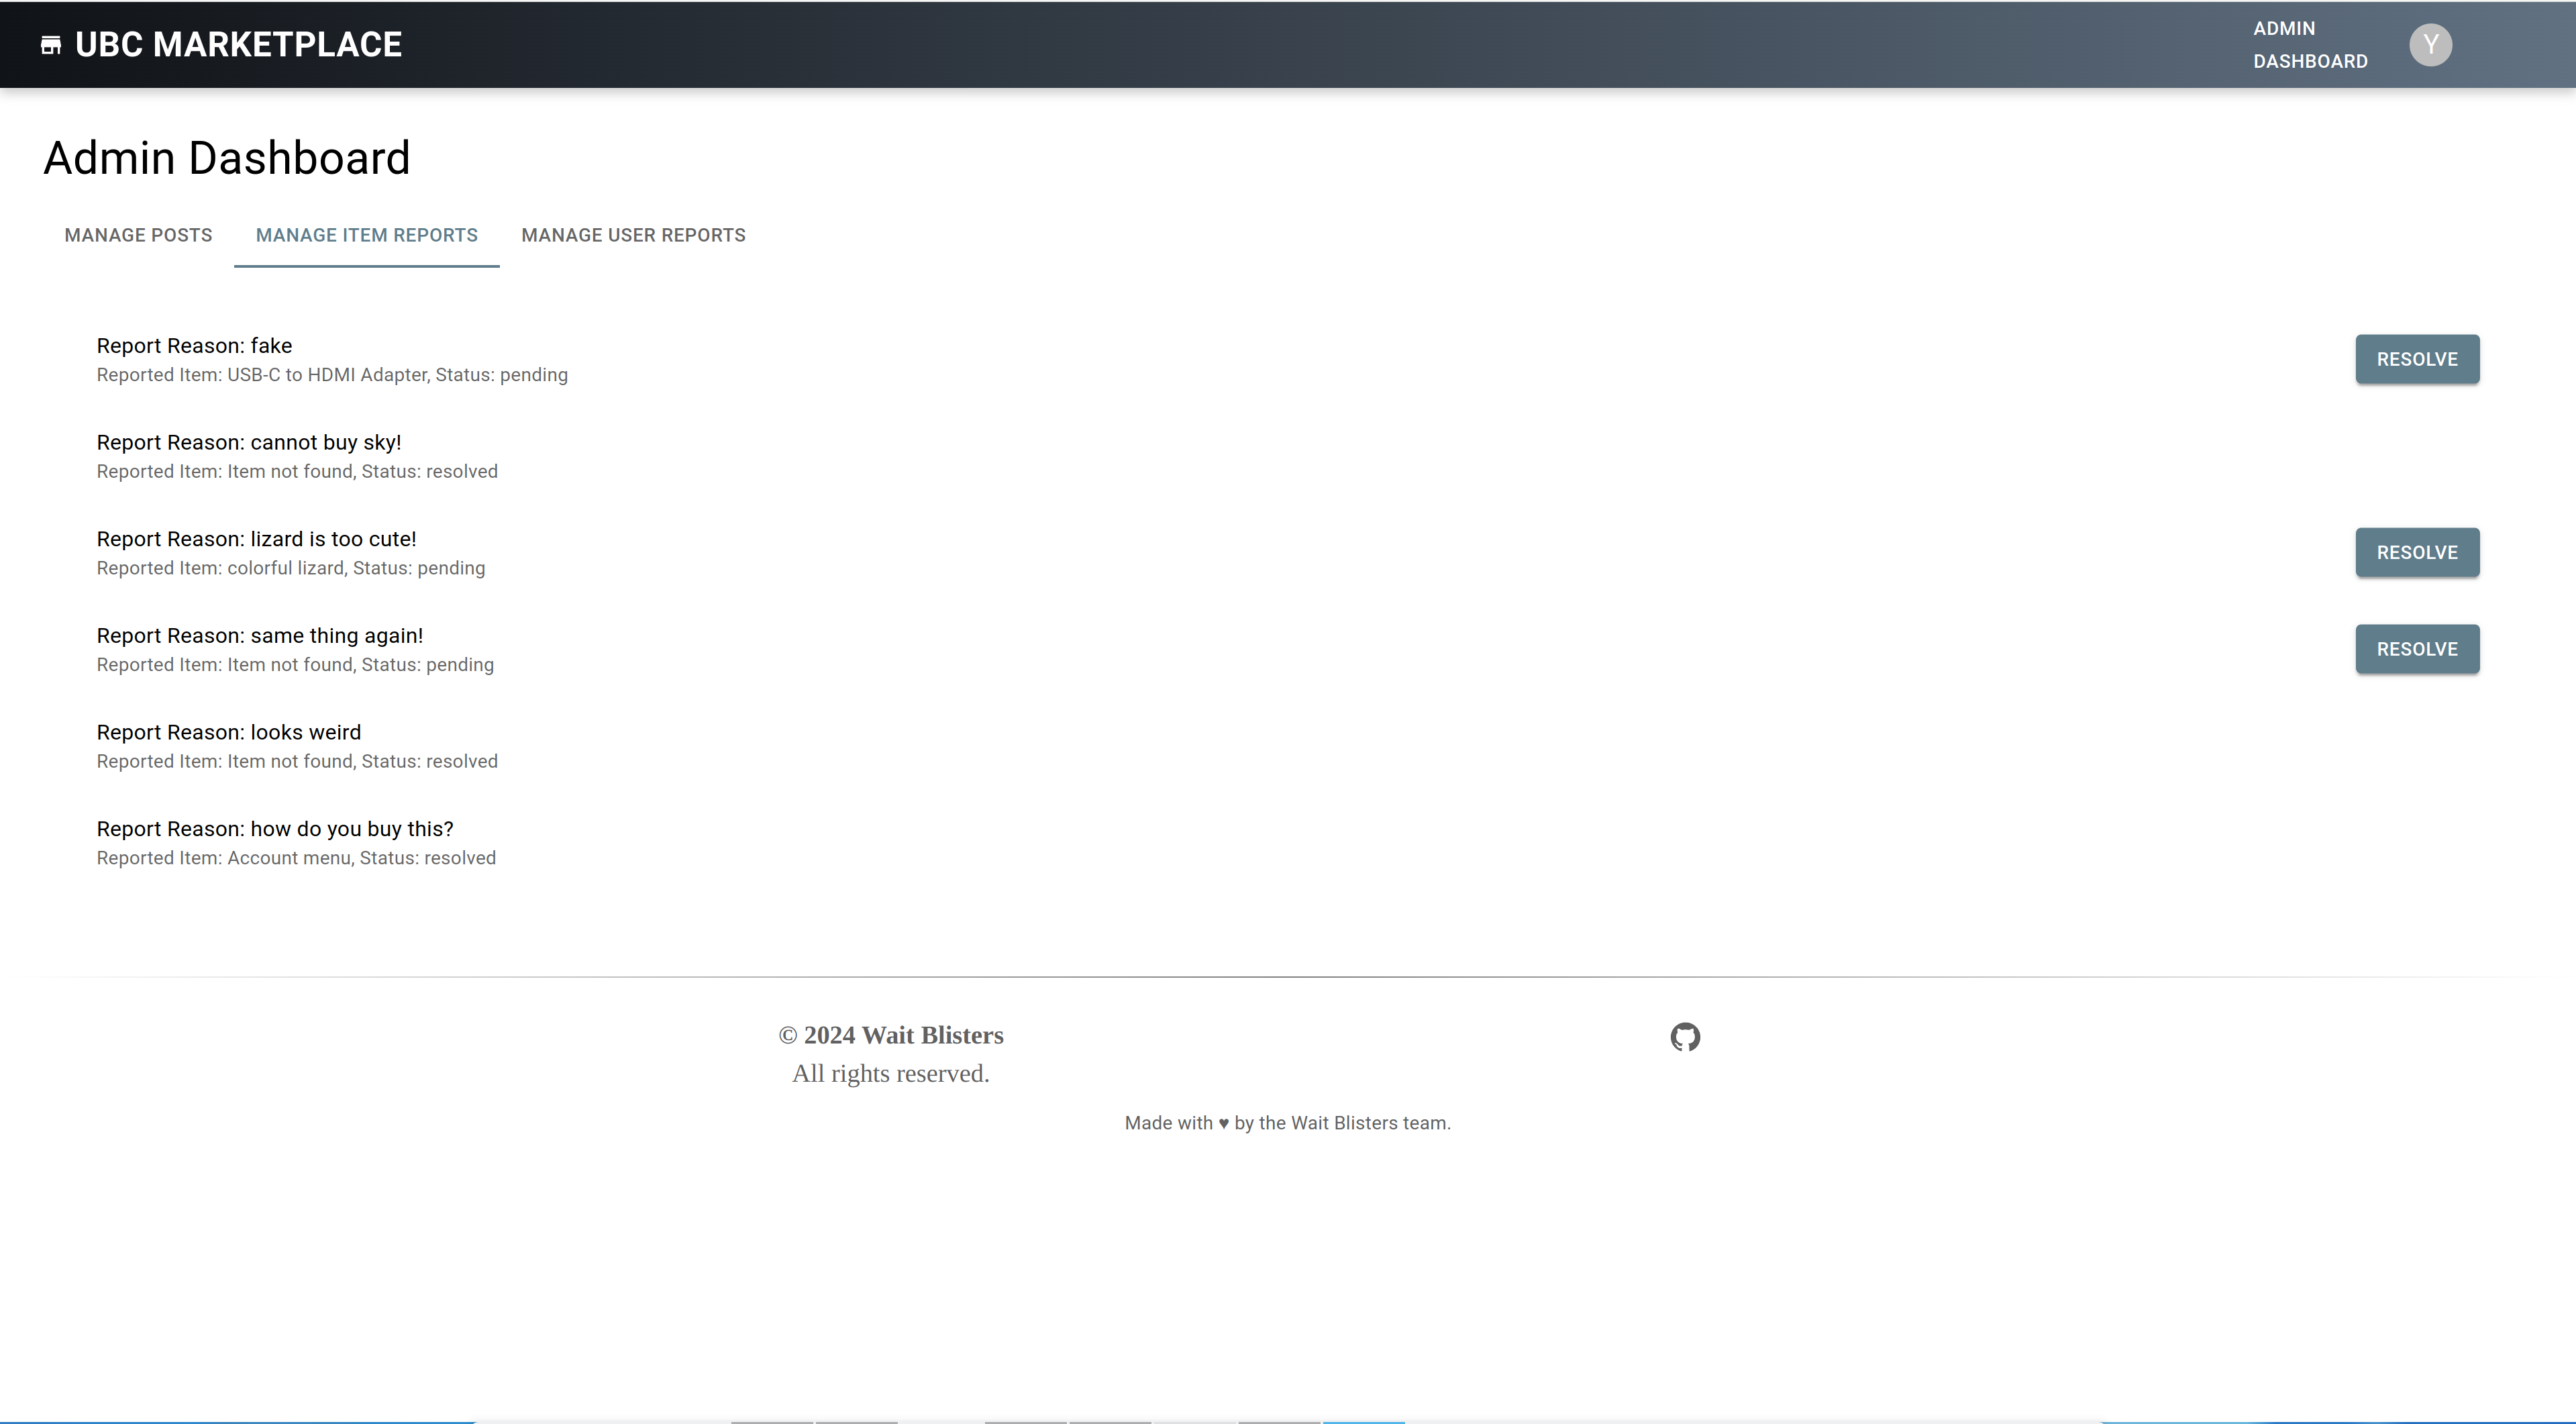 UBC MARKETPLACE
ADMIN
DASHBOARD
Y
Admin Dashboard
MANAGE POSTS MANAGE ITEM REPORTS MANAGE USER REPORTS
Report Reason: fake
Reported Item: USB-C to HDMI Adapter, Status: pending
RESOLVE
Report Reason: cannot buy sky!
Reported Item: Item not found, Status: resolved
Report Reason: lizard is too cute!
Reported Item: colorful lizard, Status: pending
RESOLVE
Report Reason: same thing again!
Reported Item: Item not found, Status: pending
RESOLVE
Report Reason: looks weird
Reported Item: Item not found, Status: resolved
Report Reason: how do you buy this?
Reported Item: Account menu, Status: resolved
© 2024 Wait Blisters
All rights reserved.
Made with ♥ by the Wait Blisters team.